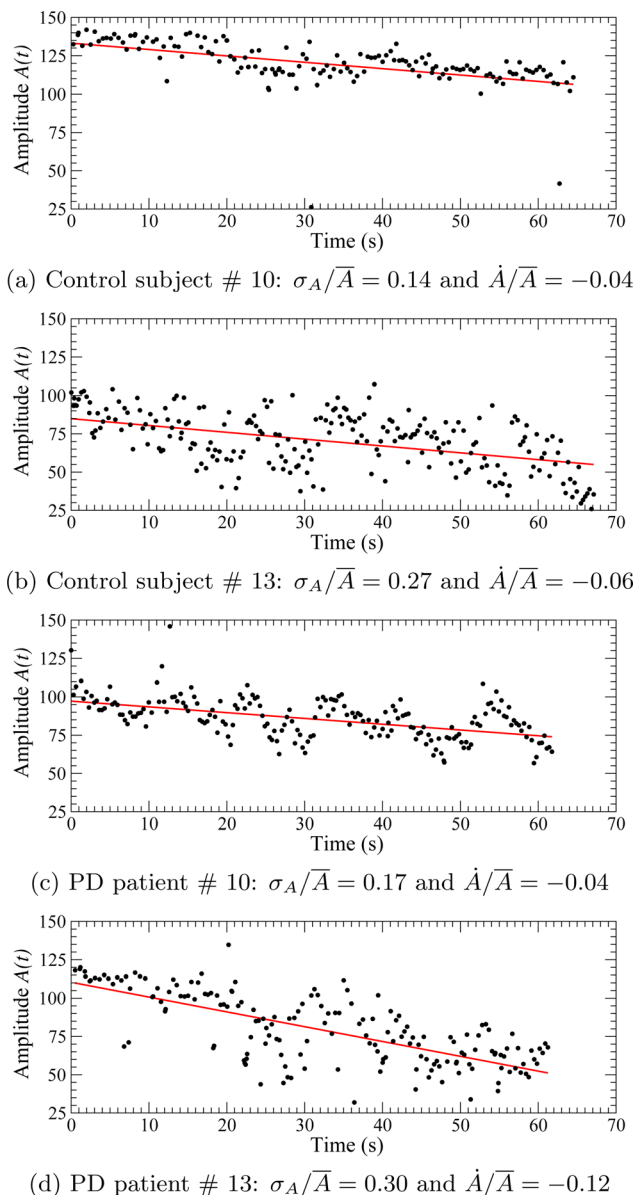 150
125
100
75
50
25
Amplitude A(t)
0 10 20 30 40 50 60 70
Time (s)
(a) Control subject # 10: σ_A/A̅ = 0.14 and Ȧ/A̅ = −0.04
150
125
100
75
50
25
Amplitude A(t)
0 10 20 30 40 50 60 70
Time (s)
(b) Control subject # 13: σ_A/A̅ = 0.27 and Ȧ/A̅ = −0.06
150
125
100
75
50
25
Amplitude A(t)
0 10 20 30 40 50 60 70
Time (s)
(c) PD patient # 10: σ_A/A̅ = 0.17 and Ȧ/A̅ = −0.04
150
125
100
75
50
25
Amplitude A(t)
0 10 20 30 40 50 60 70
Time (s)
(d) PD patient # 13: σ_A/A̅ = 0.30 and Ȧ/A̅ = −0.12